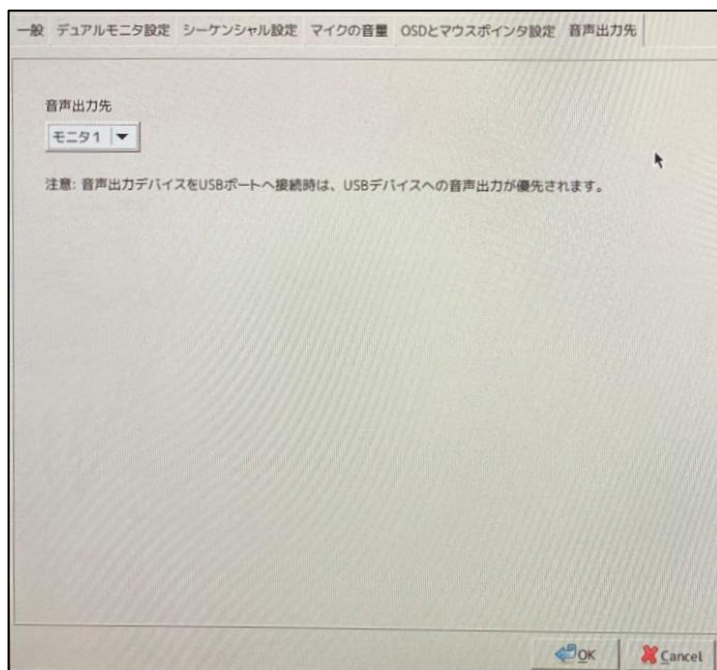 一般 デュアルモニタ設定 シーケンシャル設定 マイクの音量 OSDとマウスポインタ設定 音声出力先
音声出力先
モニタ1
注意: 音声出力デバイスをUSBポートへ接続時は、USBデバイスへの音声出力が優先されます。
OK Cancel